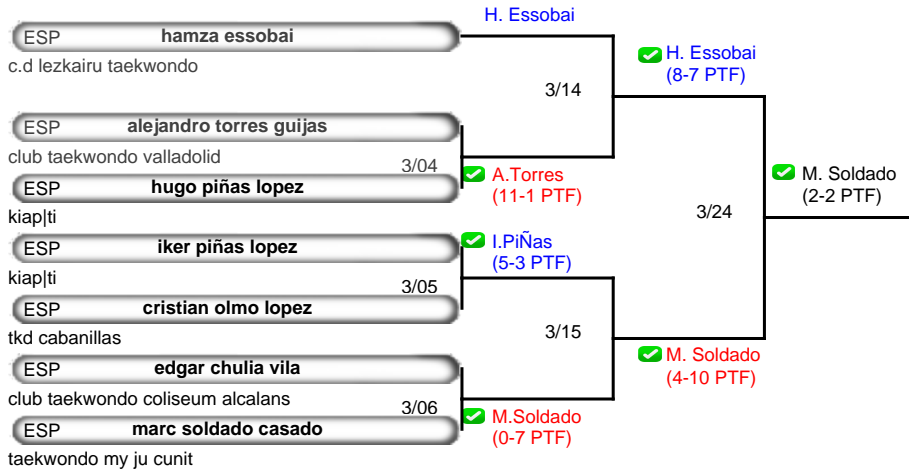 H. Essobai
ESP hamza essobai
c.d lezkairu taekwondo
H. Essobai
(8-7 PTF)
3/14
ESP alejandro torres guijas
club taekwondo valladolid
3/04
A.Torres
(11-1 PTF)
ESP hugo piñas lopez
kiap|ti
M. Soldado
(2-2 PTF)
3/24
ESP iker piñas lopez
kiap|ti
I.PiÑas
(5-3 PTF)
3/05
ESP cristian olmo lopez
tkd cabanillas
3/15
M. Soldado
(4-10 PTF)
ESP edgar chulia vila
club taekwondo coliseum alcalans
3/06
M.Soldado
(0-7 PTF)
ESP marc soldado casado
taekwondo my ju cunit